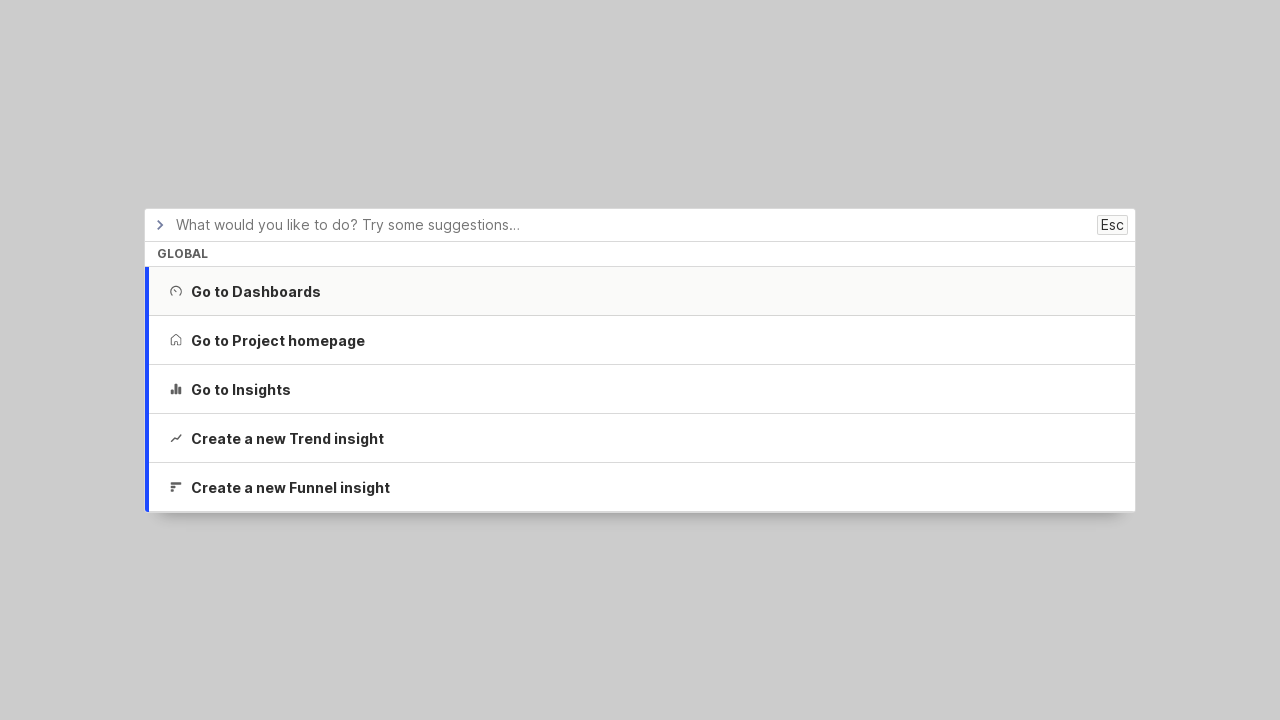 What would you like to do? Try some suggestions… Esc
GLOBAL
Go to Dashboards
Go to Project homepage
Go to Insights
Create a new Trend insight
Create a new Funnel insight